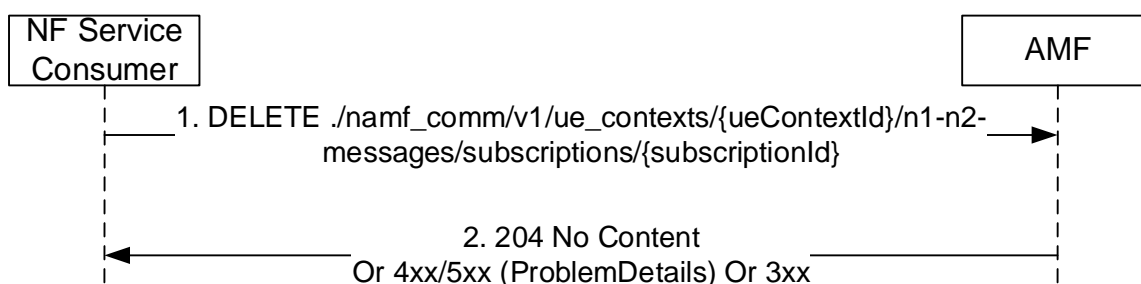 NF Service
Consumer
AMF
1. DELETE ./namf_comm/v1/ue_contexts/{ueContextId}/n1-n2-
messages/subscriptions/{subscriptionId}
2. 204 No Content
Or 4xx/5xx (ProblemDetails) Or 3xx